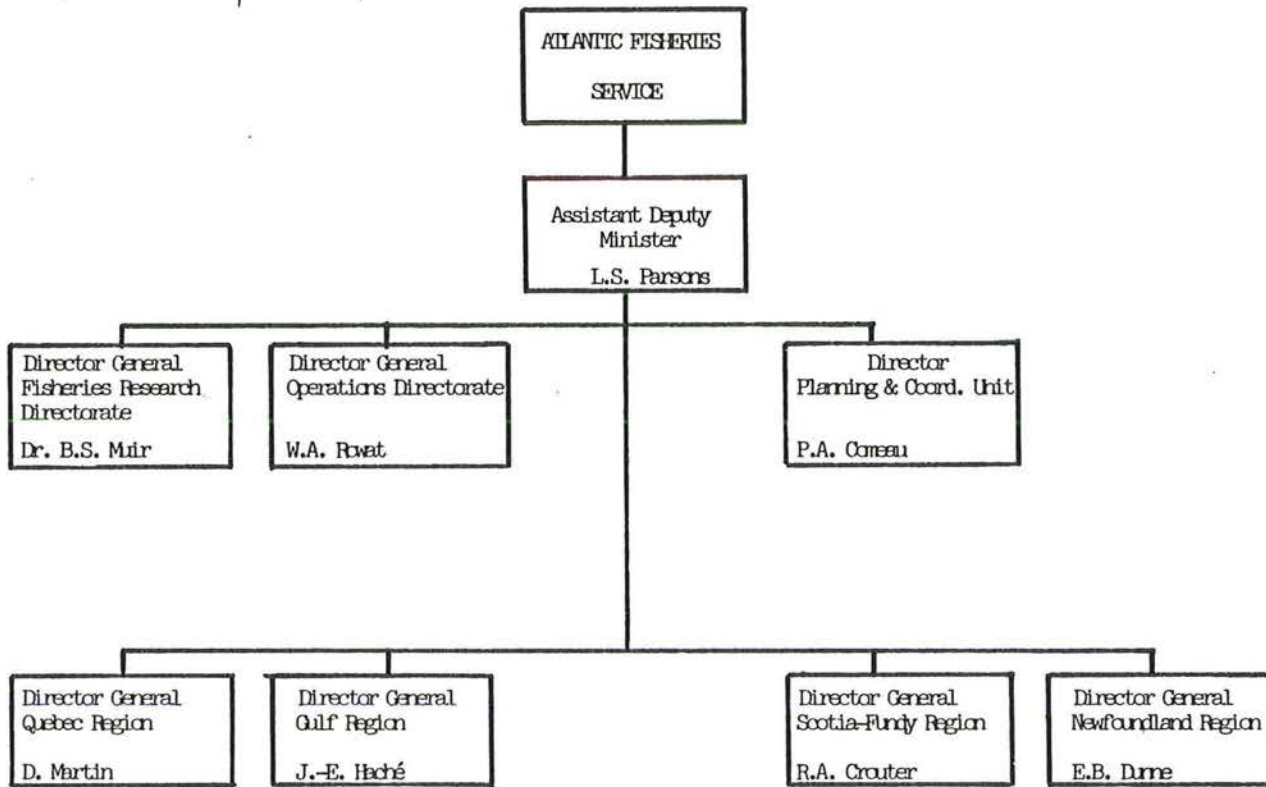 ATLANTIC FISHERIES
SERVICE
Assistant Deputy
Minister
L.S. Parsons
Director General
Fisheries Research
Directorate
Dr. B.S. Muir
Director General
Operations Directorate
W.A. Rowat
Director
Planning & Coord. Unit
P.A. Comeau
Director General
Quebec Region
D. Martin
Director General
Gulf Region
J.-E. Haché
Director General
Scotia-Fundy Region
R.A. Crouter
Director General
Newfoundland Region
E.B. Dunne